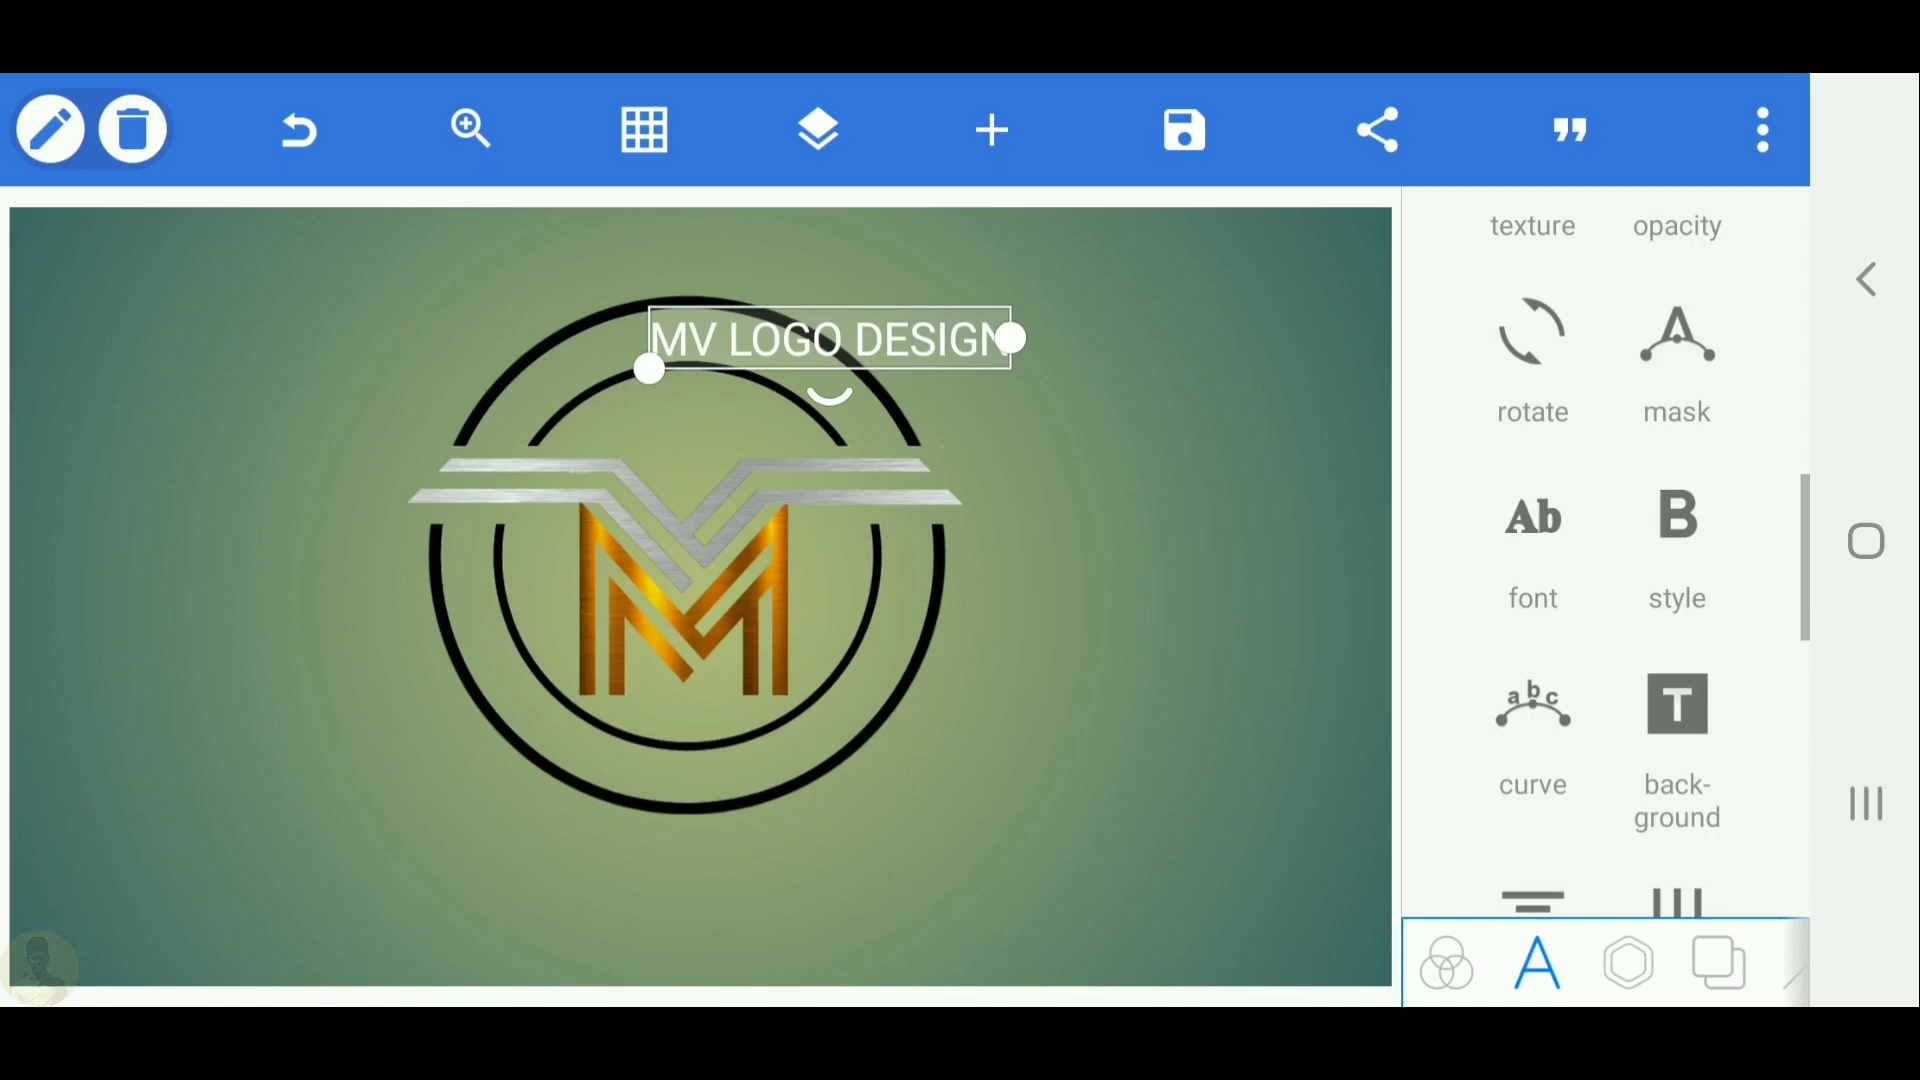 MV LOGO DESIGN
texture
opacity
rotate
mask
Ab
B
font
style
abc
T
curve
back-
ground
A